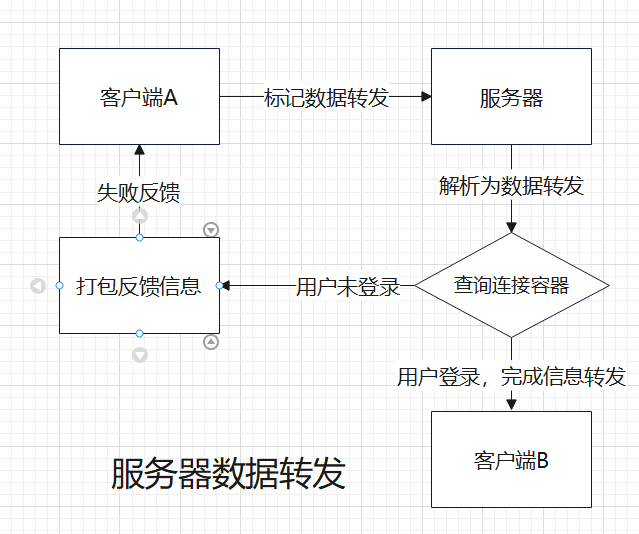 客户端A
标记数据转发
服务器
失败反馈
解析为数据转发
打包反馈信息
用户未登录
查询连接容器
用户登录，完成信息转发
客户端B
服务器数据转发